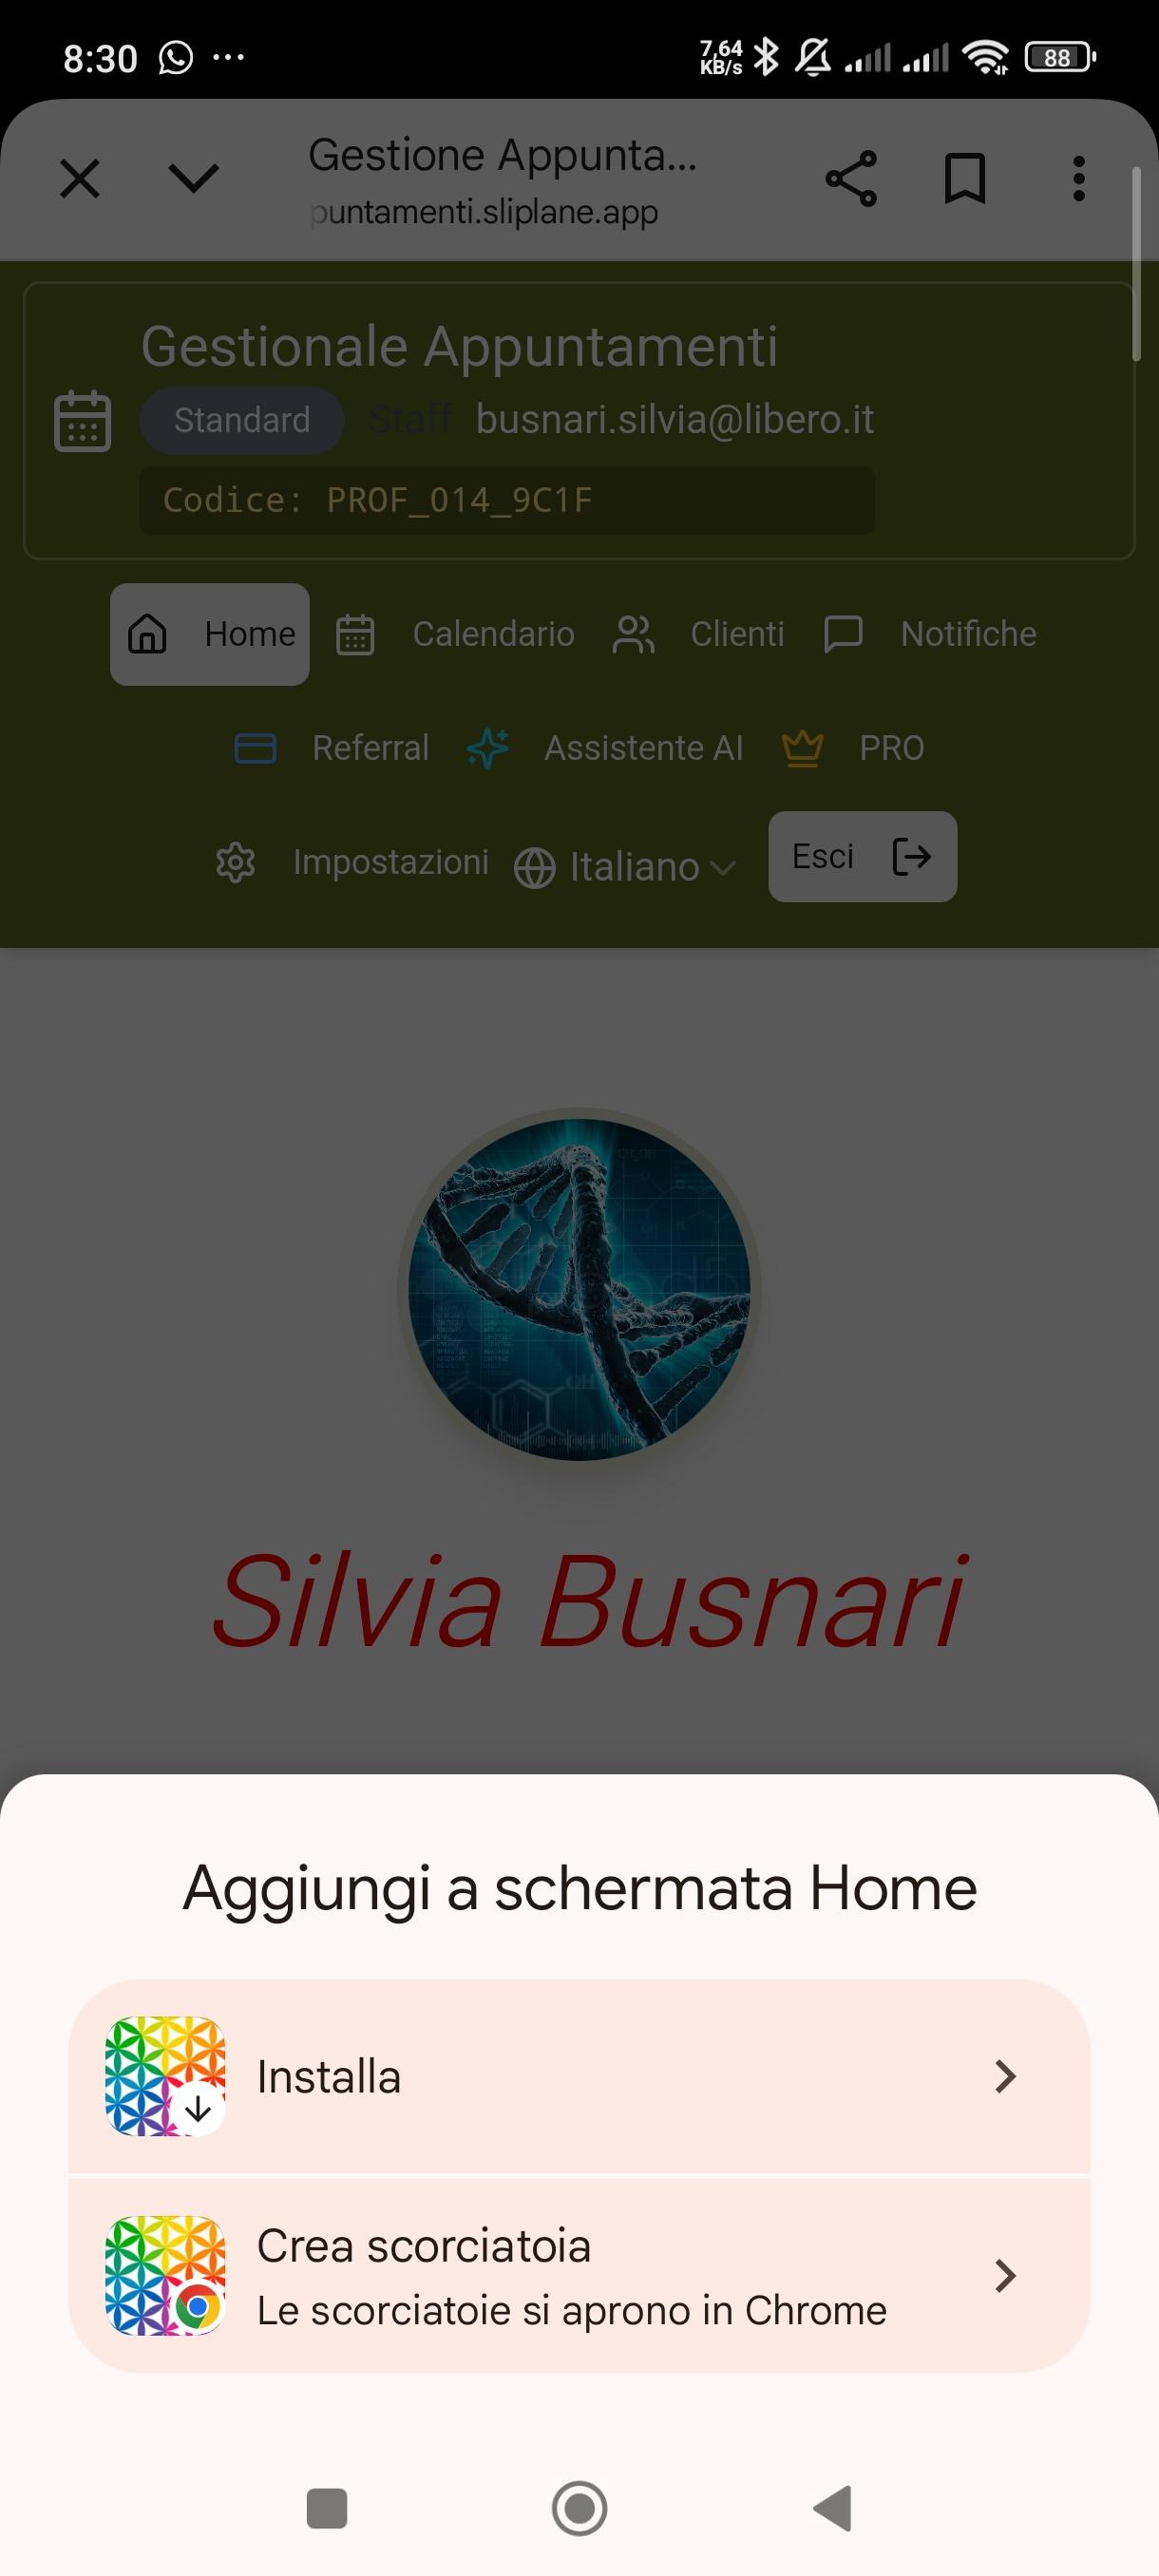 8:30
7,64
KB/s
88
Gestione Appunta...
puntamenti.sliplane.app
Gestionale Appuntamenti
Standard Staff busnari.silvia@libero.it
Codice: PROF_014_9C1F
Home Calendario Clienti Notifiche
Referral Assistente AI PRO
Impostazioni Italiano Esci
Silvia Busnari
Aggiungi a schermata Home
Installa
Crea scorciatoia
Le scorciatoie si aprono in Chrome